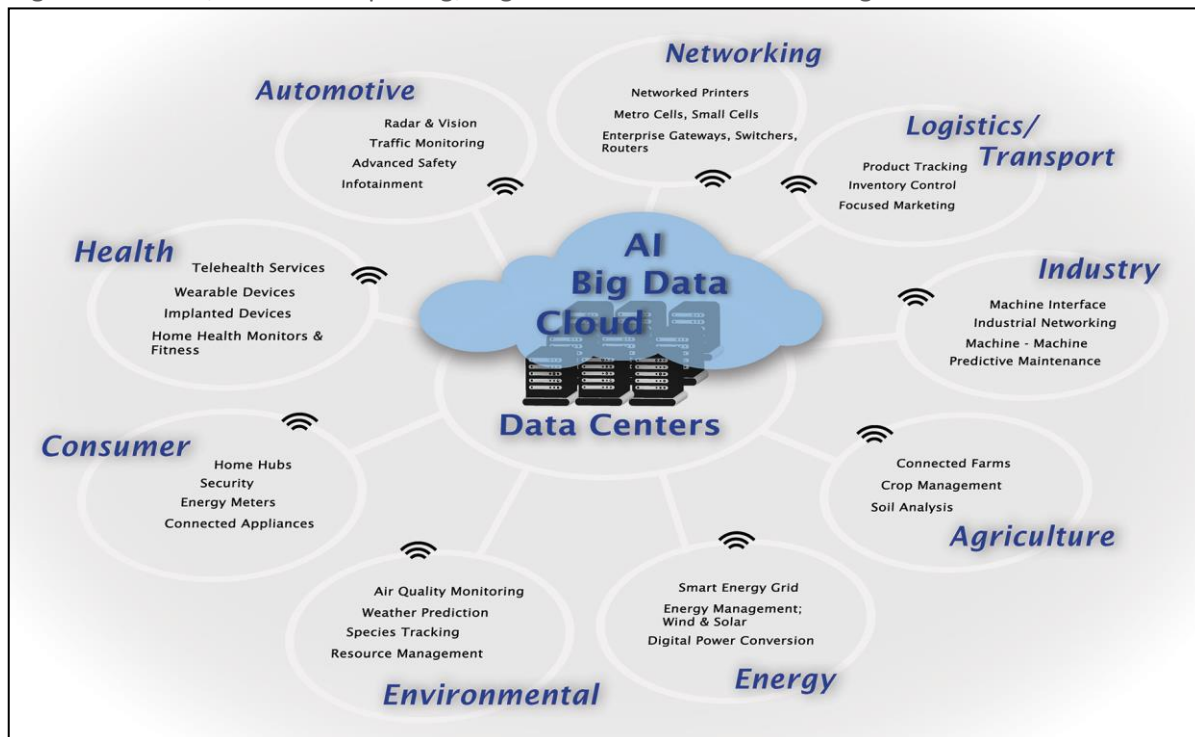 Networking
Networked Printers
Metro Cells, Small Cells
Enterprise Gateways, Switchers,
Routers
Automotive
Radar & Vision
Traffic Monitoring
Advanced Safety
Infotainment
Logistics/
Transport
Product Tracking
Inventory Control
Focused Marketing
Health
Telehealth Services
Wearable Devices
Implanted Devices
Home Health Monitors &
Fitness
AI
Big Data
Cloud
Data Centers
Industry
Machine Interface
Industrial Networking
Machine - Machine
Predictive Maintenance
Consumer
Home Hubs
Security
Energy Meters
Connected Appliances
Connected Farms
Crop Management
Soil Analysis
Agriculture
Air Quality Monitoring
Weather Prediction
Species Tracking
Resource Management
Environmental
Smart Energy Grid
Energy Management;
Wind & Solar
Digital Power Conversion
Energy